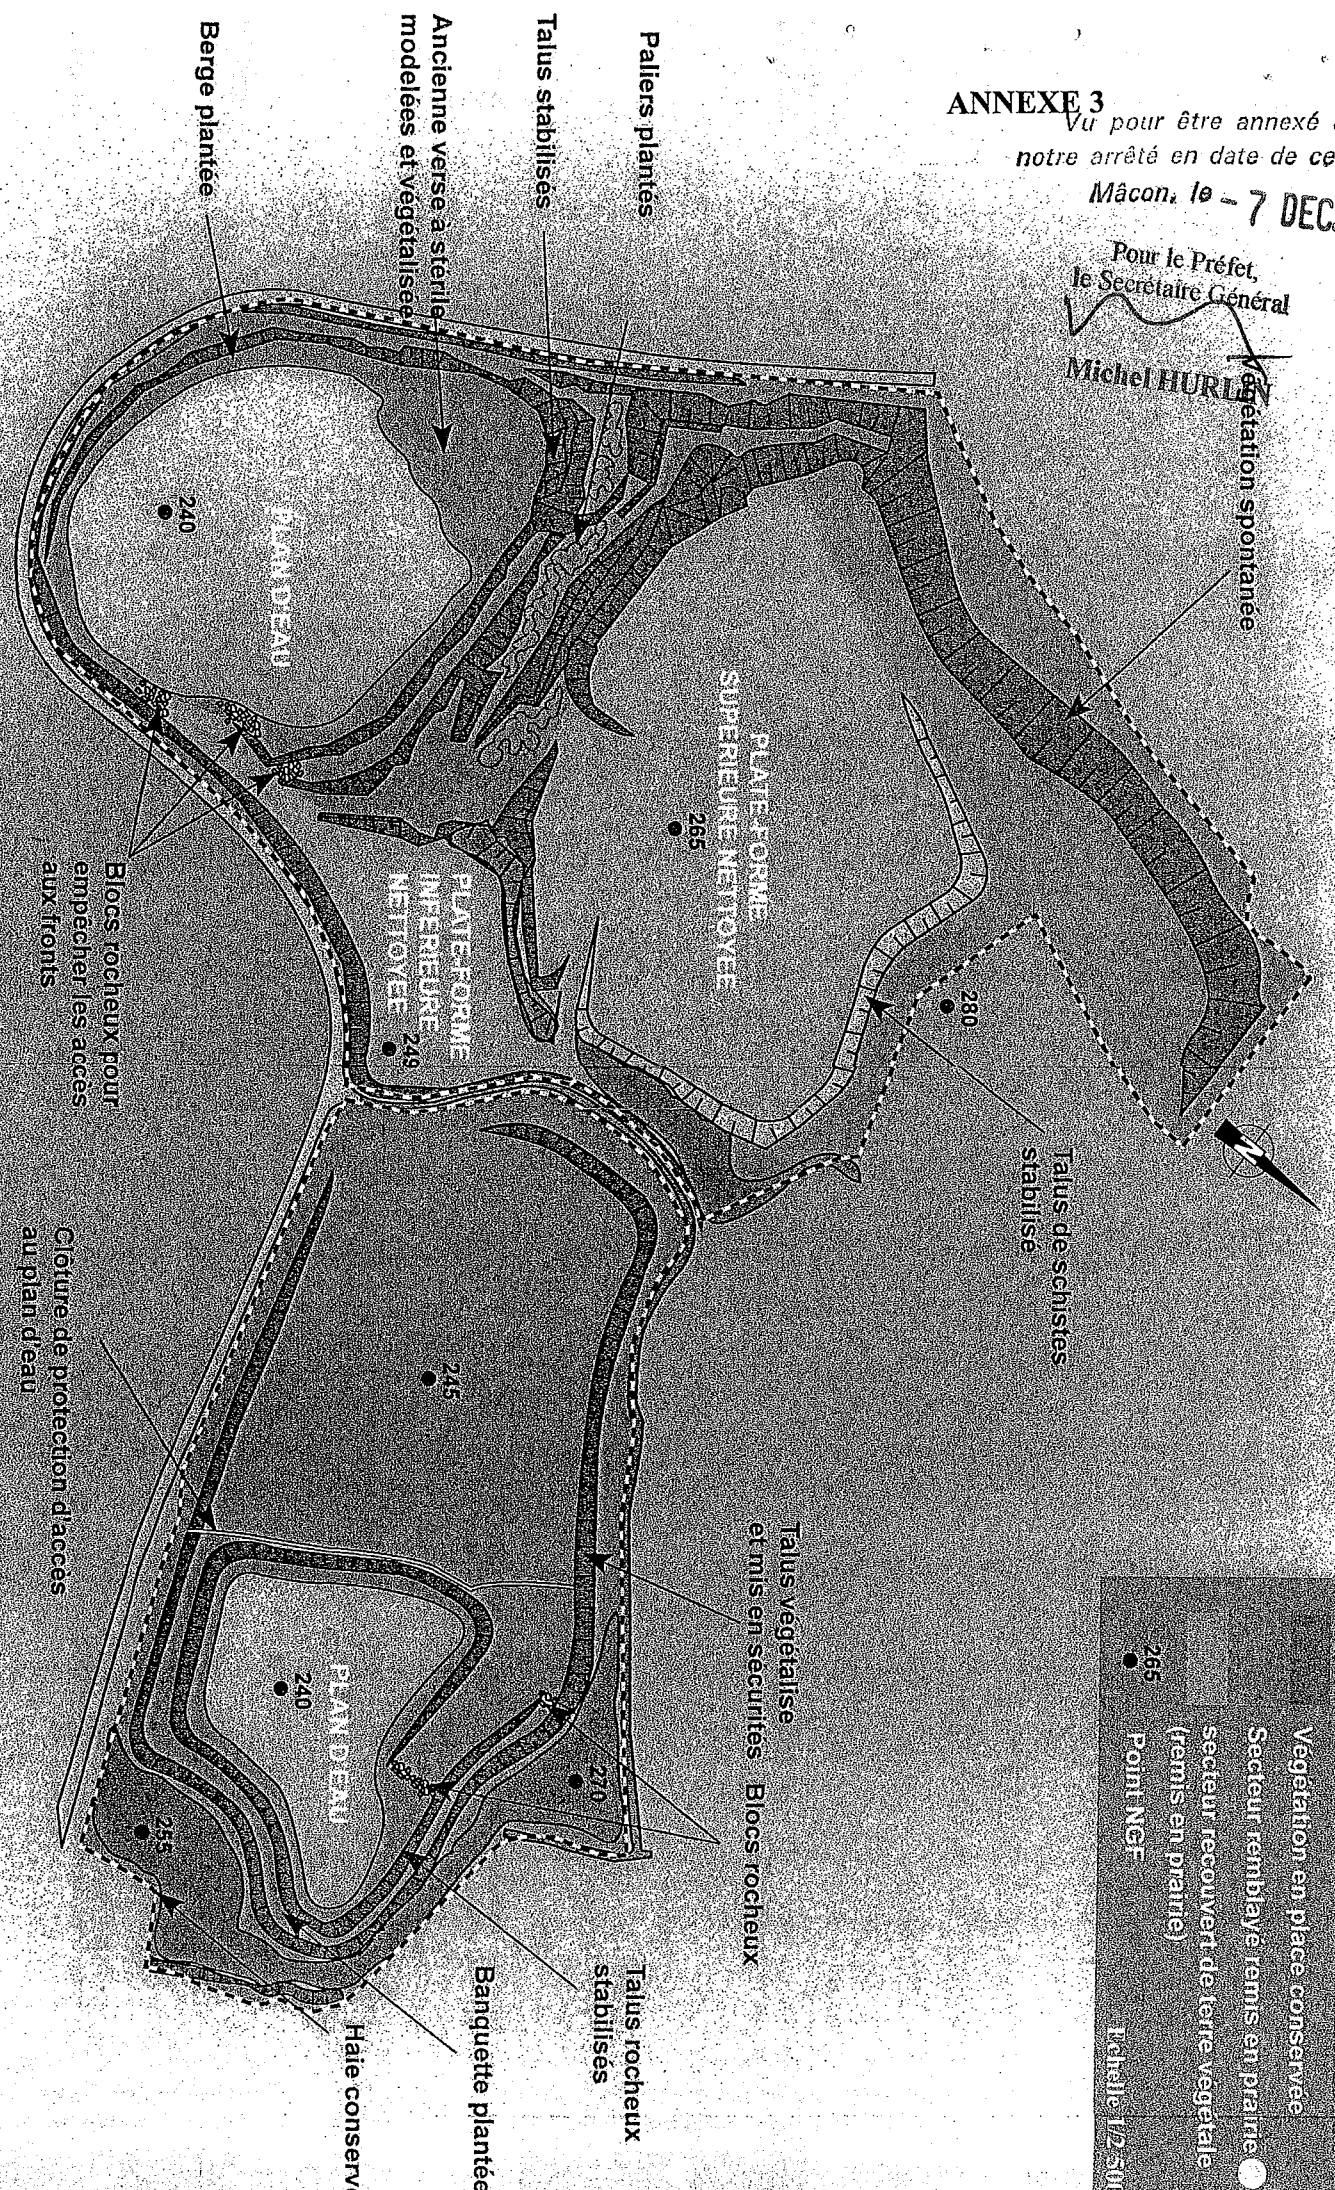 ANNEXE 3
Vu pour être annexé
notre arrêté en date de ce
Mâcon, le - 7 DEC.
Pour le Préfet,
le Secrétaire Général
Michel HURLIN
Végétation spontanée
Paliers plantés
Talus stabilisés
Ancienne verse à stérile
modelées et végétalisée
Berge plantée
240
PLAN D'EAU
PLATE-FORME
SUPERIEURE NETTOYEE
265
280
Talus de schistes
stabilisé
PLATE-FORME
INFERIEURE
NETTOYEE
249
Blocs rocheux pour
empêcher les accès
aux fronts
245
Clôture de protection d'accès
au plan d'eau
Talus végétalisé
et mis en sécurités
Blocs rocheux
PLAN D'EAU
240
270
255
Talus rocheux
stabilisés
Banquette plantée
Haie conserv
Végétation en place conservée
Secteur remblayé remis en prairie
secteur recouvert de terre végétale
(remis en prairie)
265
Point NGF
Echelle 1/2 500
N